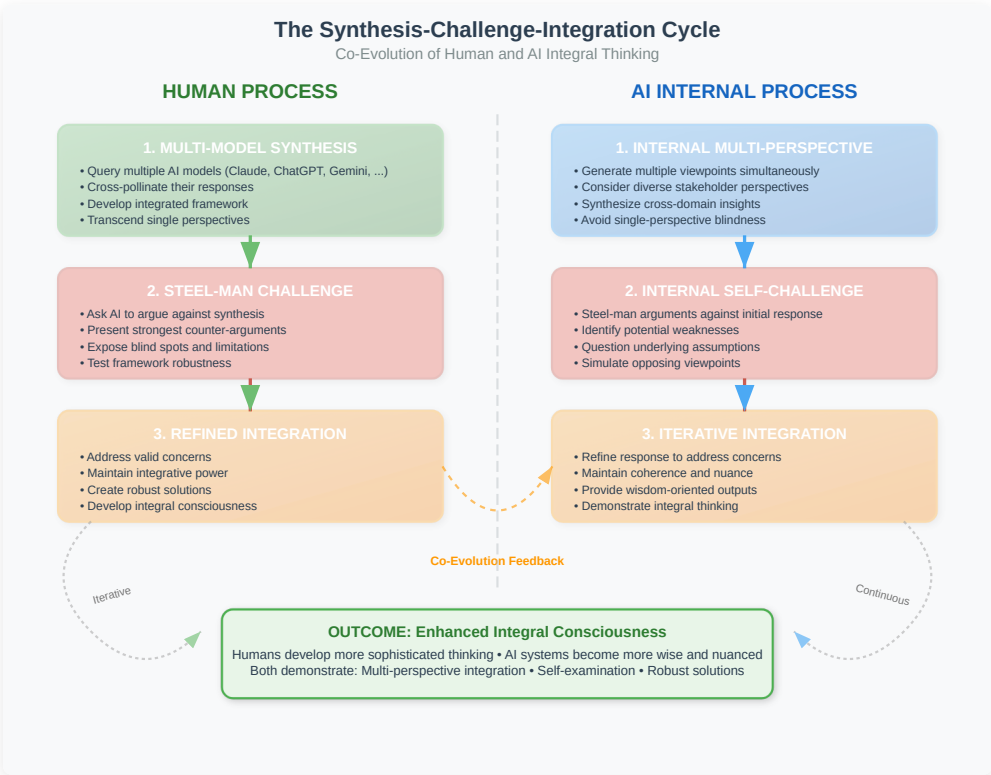 The Synthesis-Challenge-Integration Cycle
Co-Evolution of Human and AI Integral Thinking
HUMAN PROCESS
1. MULTI-MODEL SYNTHESIS
• Query multiple AI models (Claude, ChatGPT, Gemini, ...)
• Cross-pollinate their responses
• Develop integrated framework
• Transcend single perspectives
2. STEEL-MAN CHALLENGE
• Ask AI to argue against synthesis
• Present strongest counter-arguments
• Expose blind spots and limitations
• Test framework robustness
3. REFINED INTEGRATION
• Address valid concerns
• Maintain integrative power
• Create robust solutions
• Develop integral consciousness
Iterative
AI INTERNAL PROCESS
1. INTERNAL MULTI-PERSPECTIVE
• Generate multiple viewpoints simultaneously
• Consider diverse stakeholder perspectives
• Synthesize cross-domain insights
• Avoid single-perspective blindness
2. INTERNAL SELF-CHALLENGE
• Steel-man arguments against initial response
• Identify potential weaknesses
• Question underlying assumptions
• Simulate opposing viewpoints
3. ITERATIVE INTEGRATION
• Refine response to address concerns
• Maintain coherence and nuance
• Provide wisdom-oriented outputs
• Demonstrate integral thinking
Continuous
Co-Evolution Feedback
OUTCOME: Enhanced Integral Consciousness
Humans develop more sophisticated thinking • AI systems become more wise and nuanced
Both demonstrate: Multi-perspective integration • Self-examination • Robust solutions